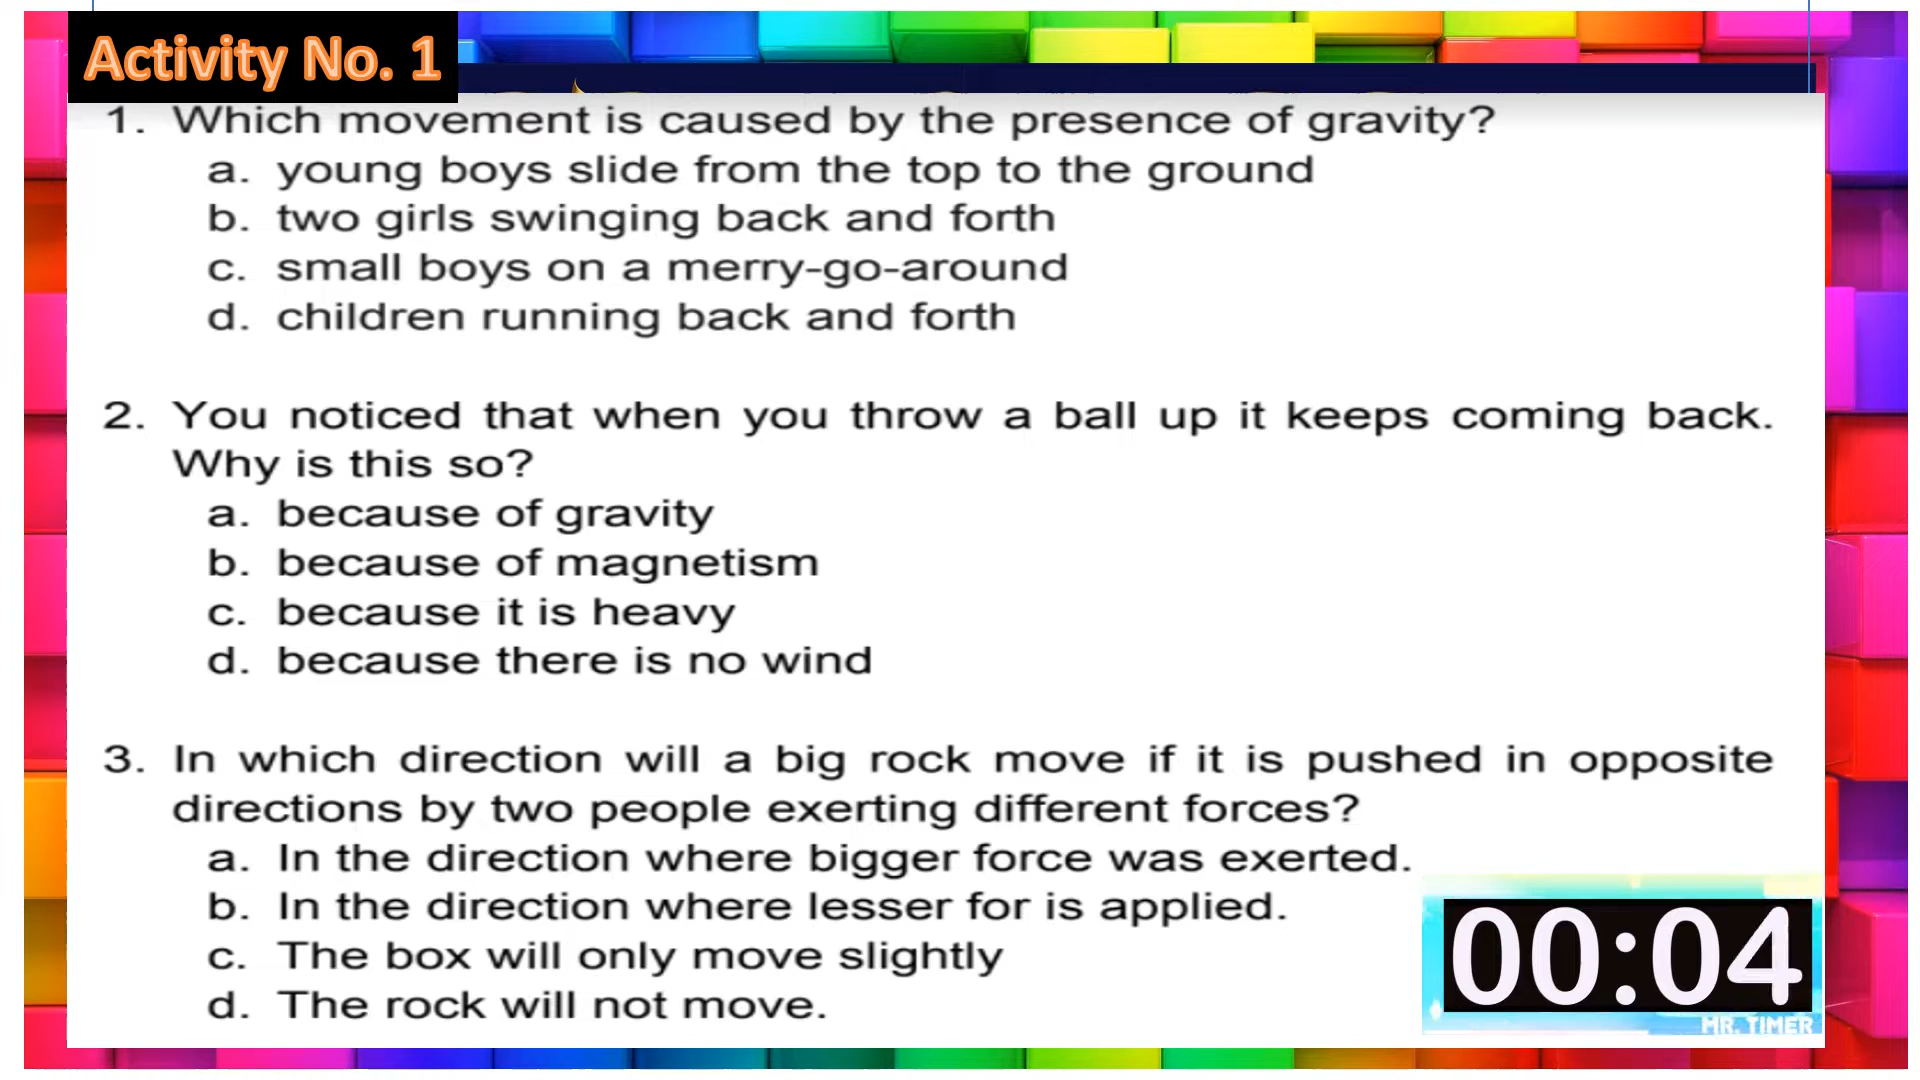 Activity No. 1
1. Which movement is caused by the presence of gravity?
a. young boys slide from the top to the ground
b. two girls swinging back and forth
c. small boys on a merry-go-around
d. children running back and forth
2. You noticed that when you throw a ball up it keeps coming back.
Why is this so?
a. because of gravity
b. because of magnetism
c. because it is heavy
d. because there is no wind
3. In which direction will a big rock move if it is pushed in opposite
directions by two people exerting different forces?
a. In the direction where bigger force was exerted.
b. In the direction where lesser for is applied.
c. The box will only move slightly
d. The rock will not move.
00:04
MR. TIMER